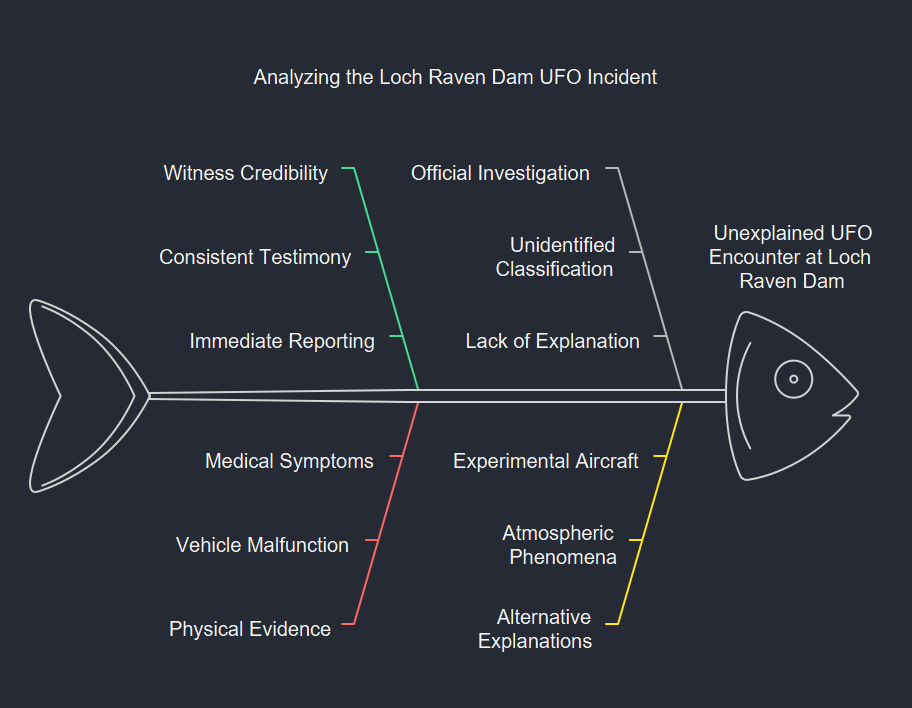 Analyzing the Loch Raven Dam UFO Incident
Witness Credibility
Consistent Testimony
Immediate Reporting
Official Investigation
Unidentified
Classification
Lack of Explanation
Unexplained UFO
Encounter at Loch
Raven Dam
Medical Symptoms
Vehicle Malfunction
Physical Evidence
Experimental Aircraft
Atmospheric
Phenomena
Alternative
Explanations